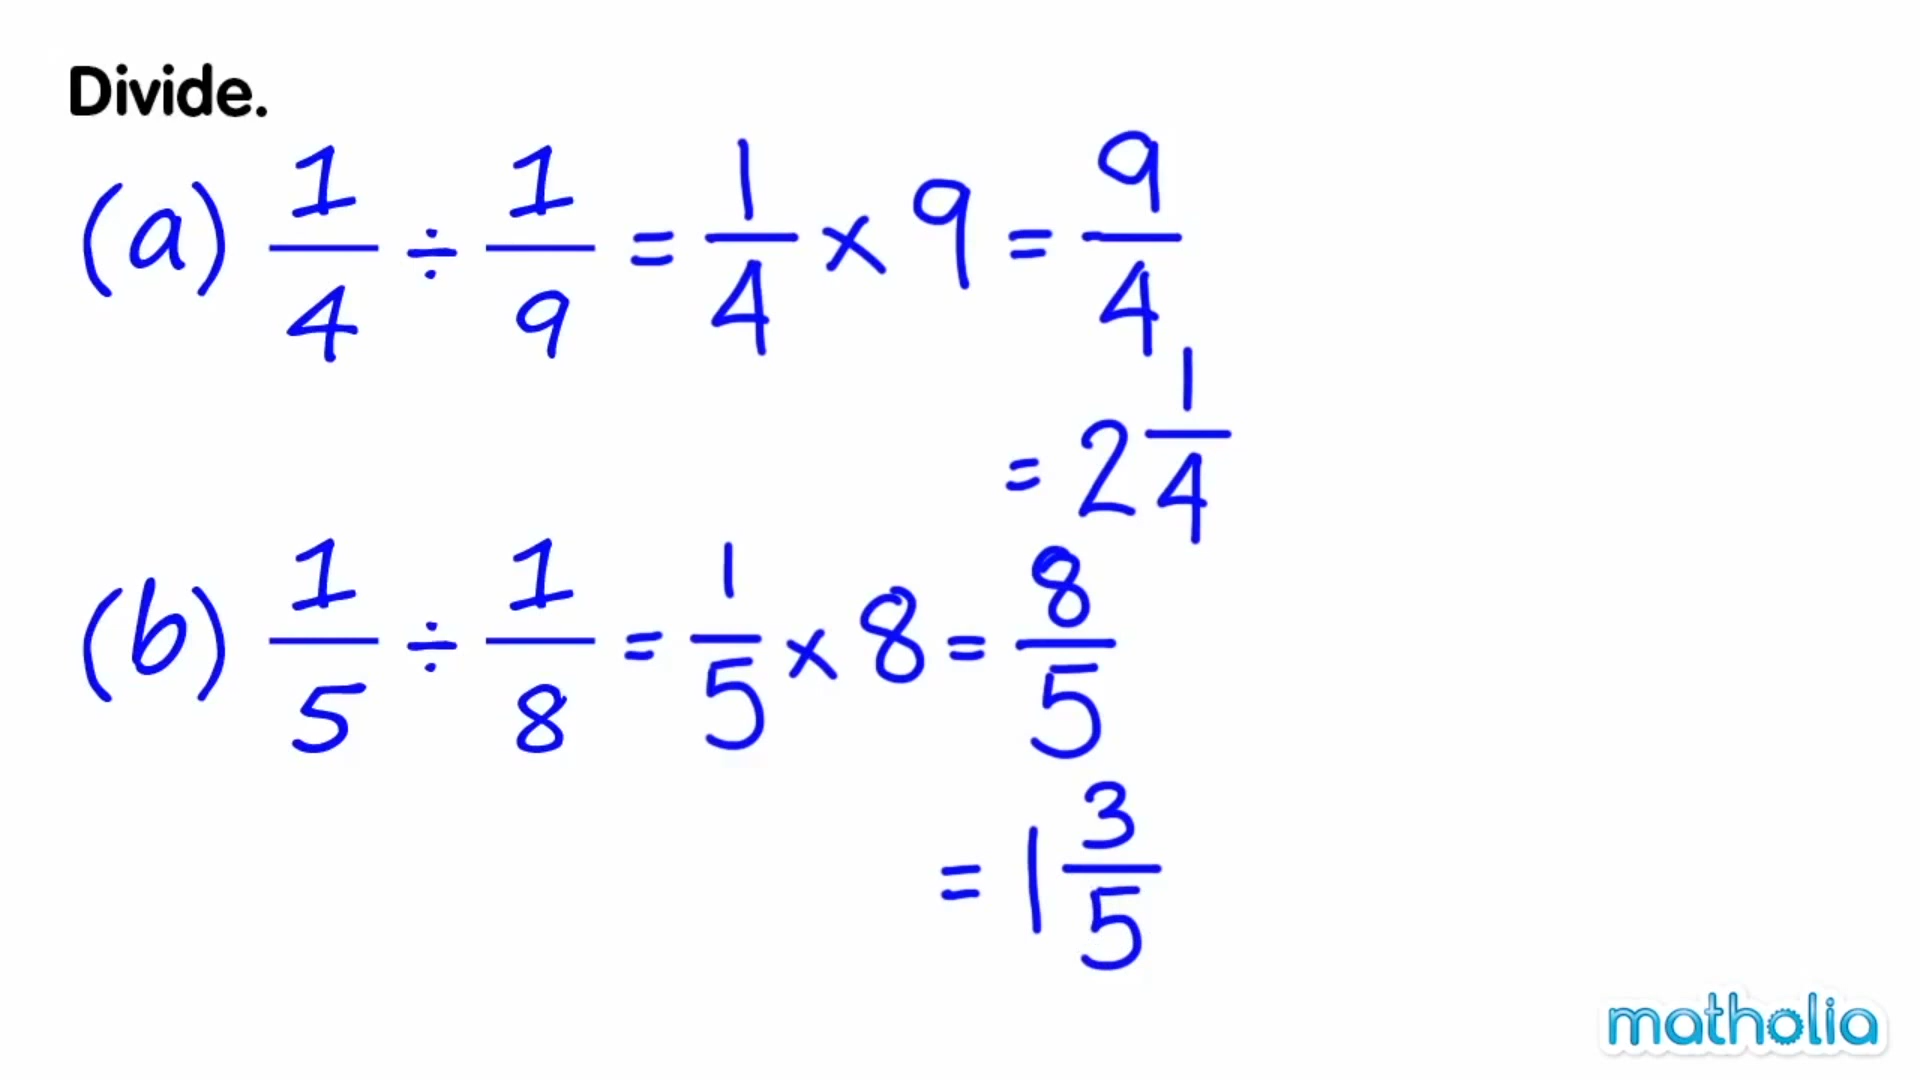 Divide.
(a) 1/4 ÷ 1/9 = 1/4 × 9 = 9/4
= 2 1/4
(b) 1/5 ÷ 1/8 = 1/5 × 8 = 8/5
= 1 3/5
matholia